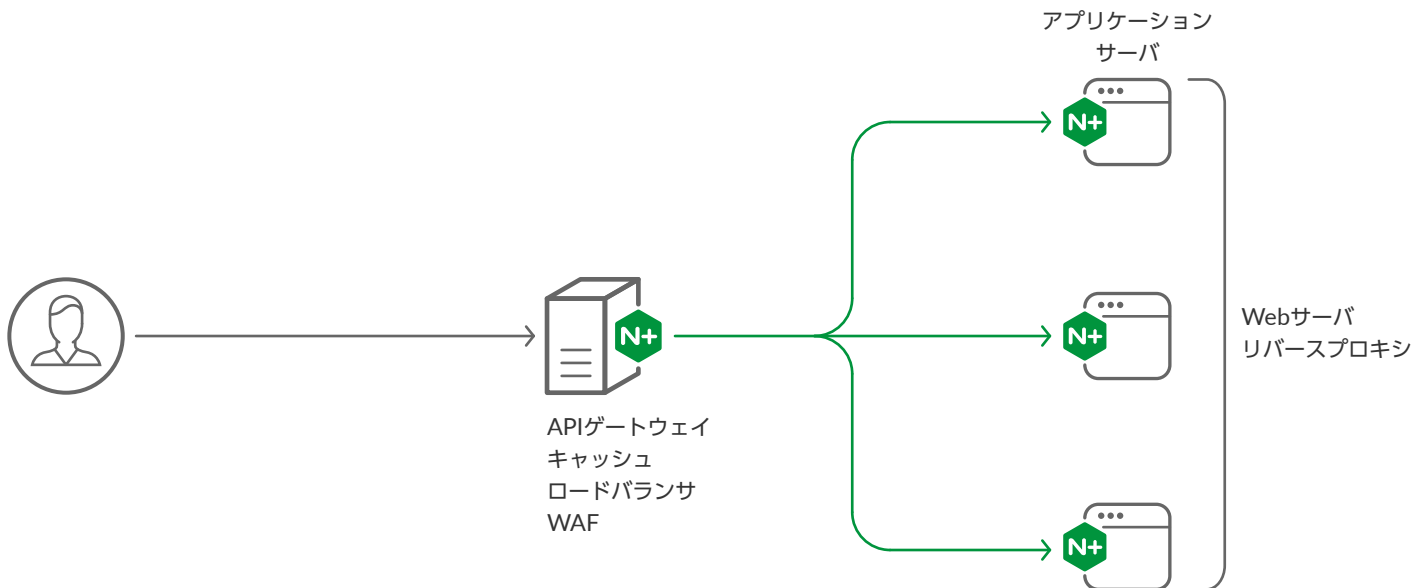 アプリケーション
サーバ
N+
N+
N+
N+
Webサーバ
リバースプロキシ
APIゲートウェイ
キャッシュ
ロードバランサ
WAF